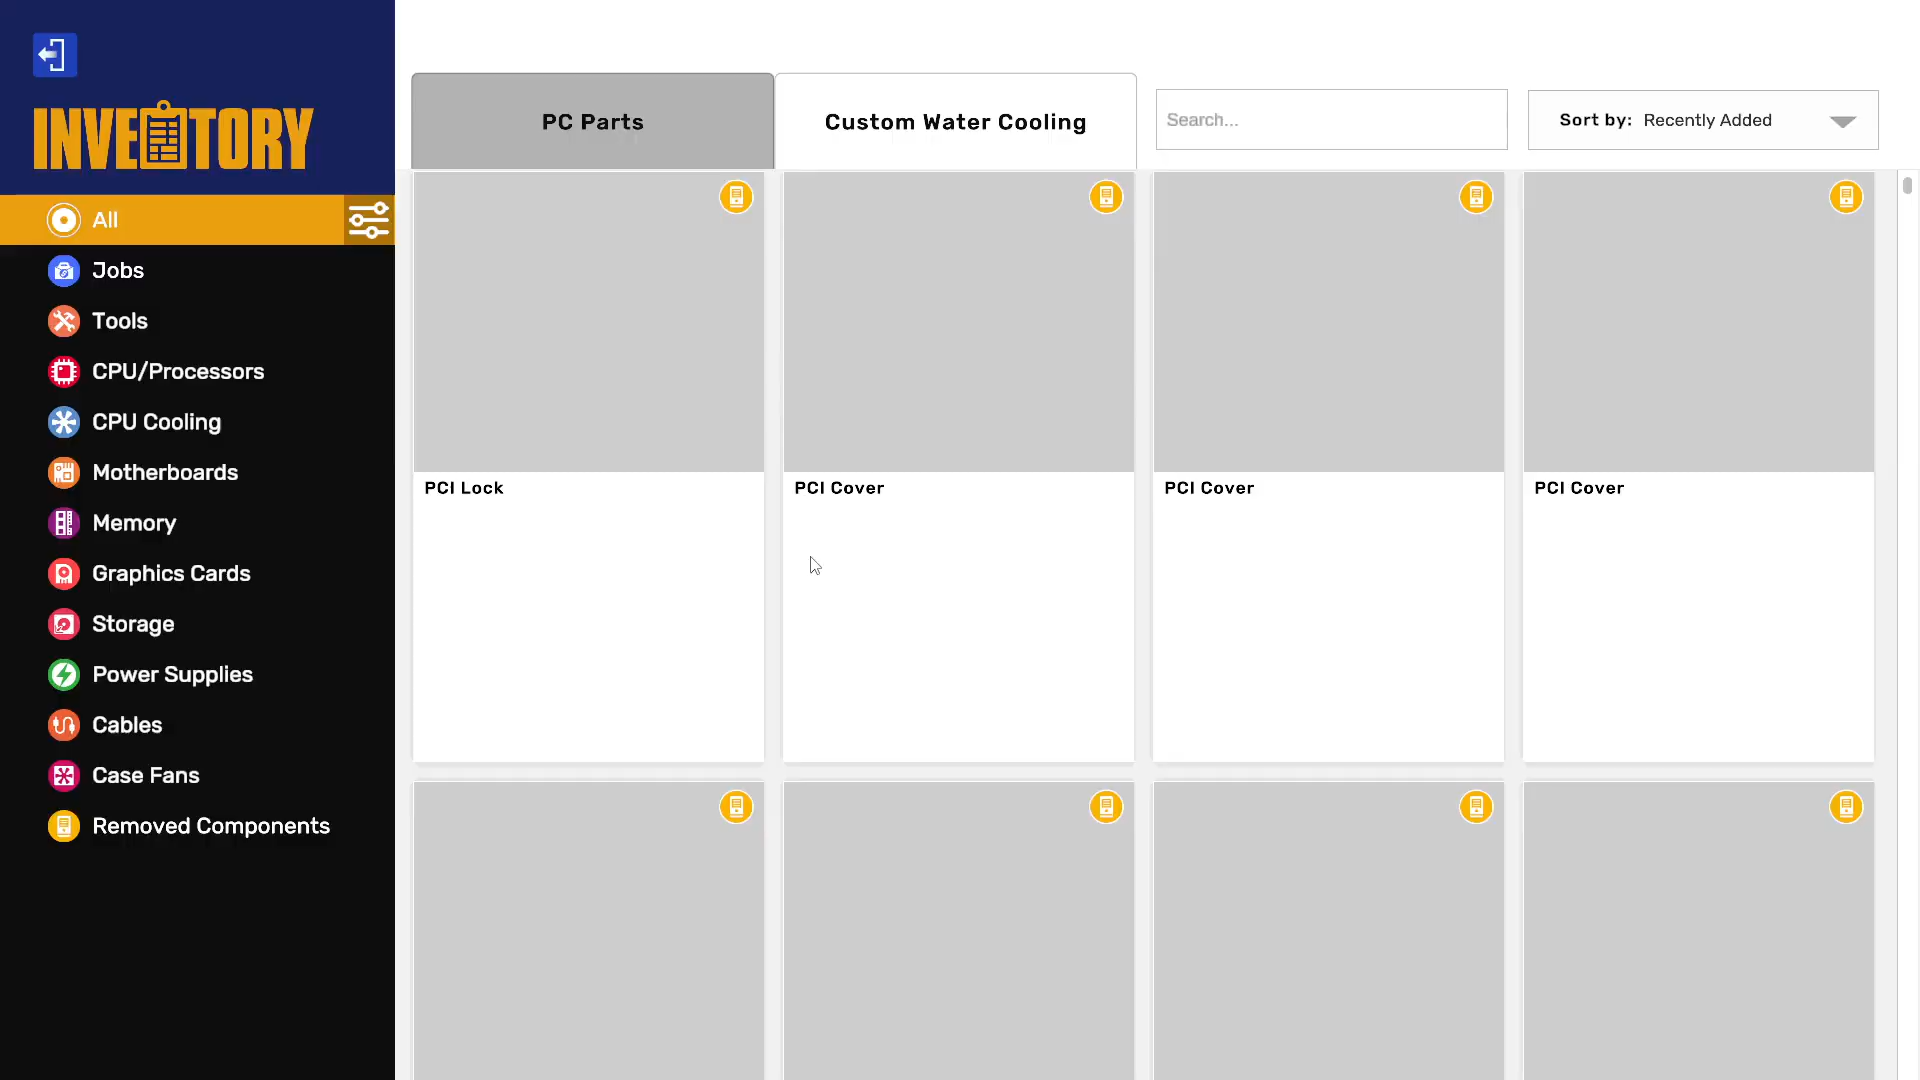 INVENTORY
PC Parts
Custom Water Cooling
Search...
Sort by: Recently Added
All
Jobs
Tools
CPU/Processors
CPU Cooling
Motherboards
Memory
Graphics Cards
Storage
Power Supplies
Cables
Case Fans
Removed Components
PCI Lock
PCI Cover
PCI Cover
PCI Cover